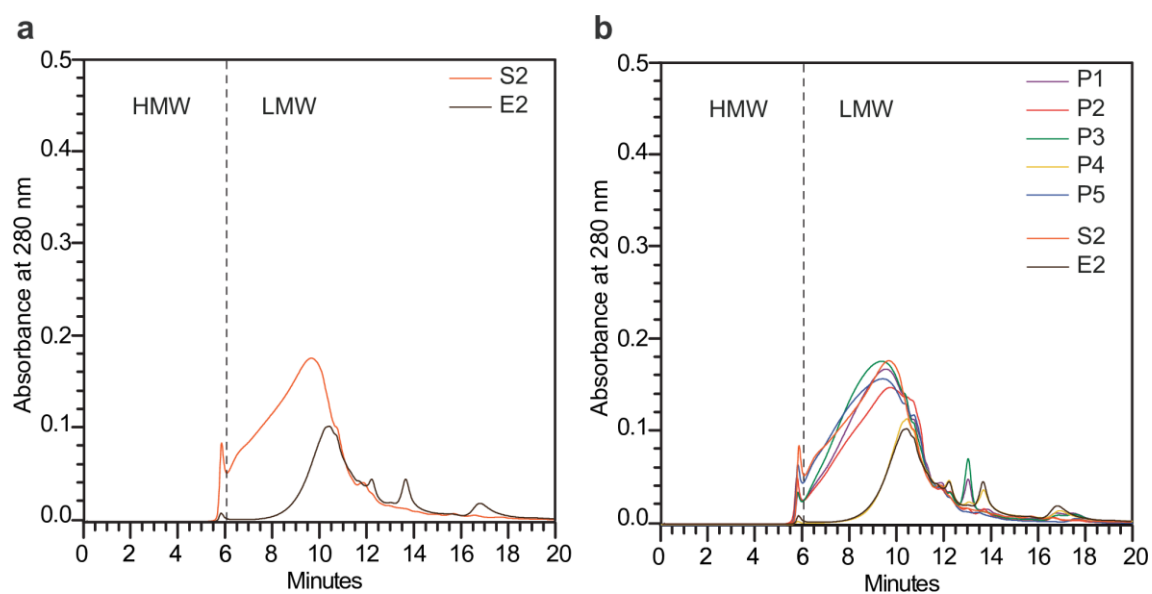 a
0.5
0.4
0.3
0.2
0.1
0.0
Absorbance at 280 nm
HMW
LMW
S2
E2
0 2 4 6 8 10 12 14 16 18 20
Minutes
b
0.5
0.4
0.3
0.2
0.1
0.0
Absorbance at 280 nm
HMW
LMW
P1
P2
P3
P4
P5
S2
E2
0 2 4 6 8 10 12 14 16 18 20
Minutes